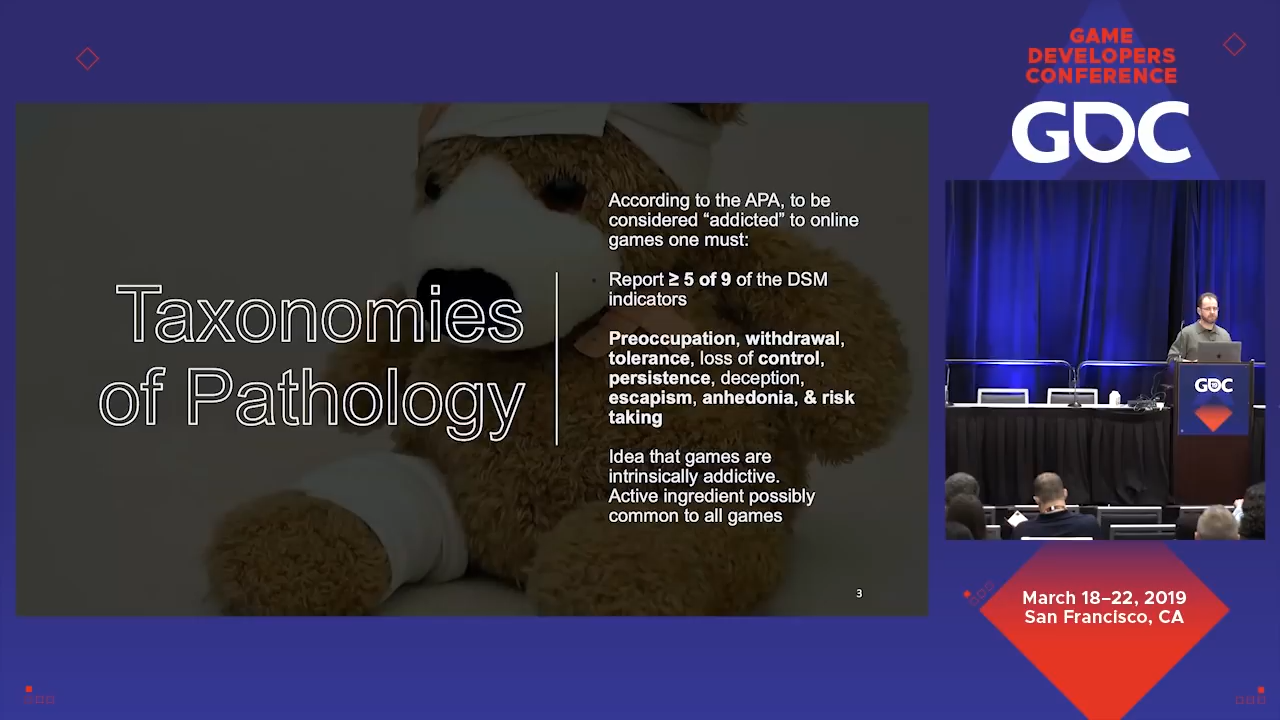 GAME
DEVELOPERS
CONFERENCE
GDC
Taxonomies
of Pathology
According to the APA, to be
considered “addicted” to online
games one must:
Report ≥ 5 of 9 of the DSM
indicators
Preoccupation, withdrawal,
tolerance, loss of control,
persistence, deception,
escapism, anhedonia, & risk
taking
Idea that games are
intrinsically addictive.
Active ingredient possibly
common to all games
3
GDC
March 18–22, 2019
San Francisco, CA